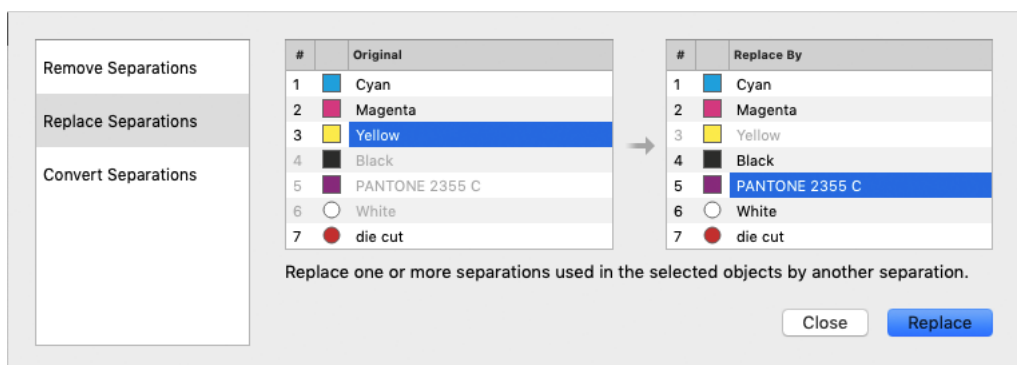 Remove Separations
Replace Separations
Convert Separations
# Original
1 Cyan
2 Magenta
3 Yellow
4 Black
5 PANTONE 2355 C
6 White
7 die cut
# Replace By
1 Cyan
2 Magenta
3 Yellow
4 Black
5 PANTONE 2355 C
6 White
7 die cut
Replace one or more separations used in the selected objects by another separation.
Close
Replace